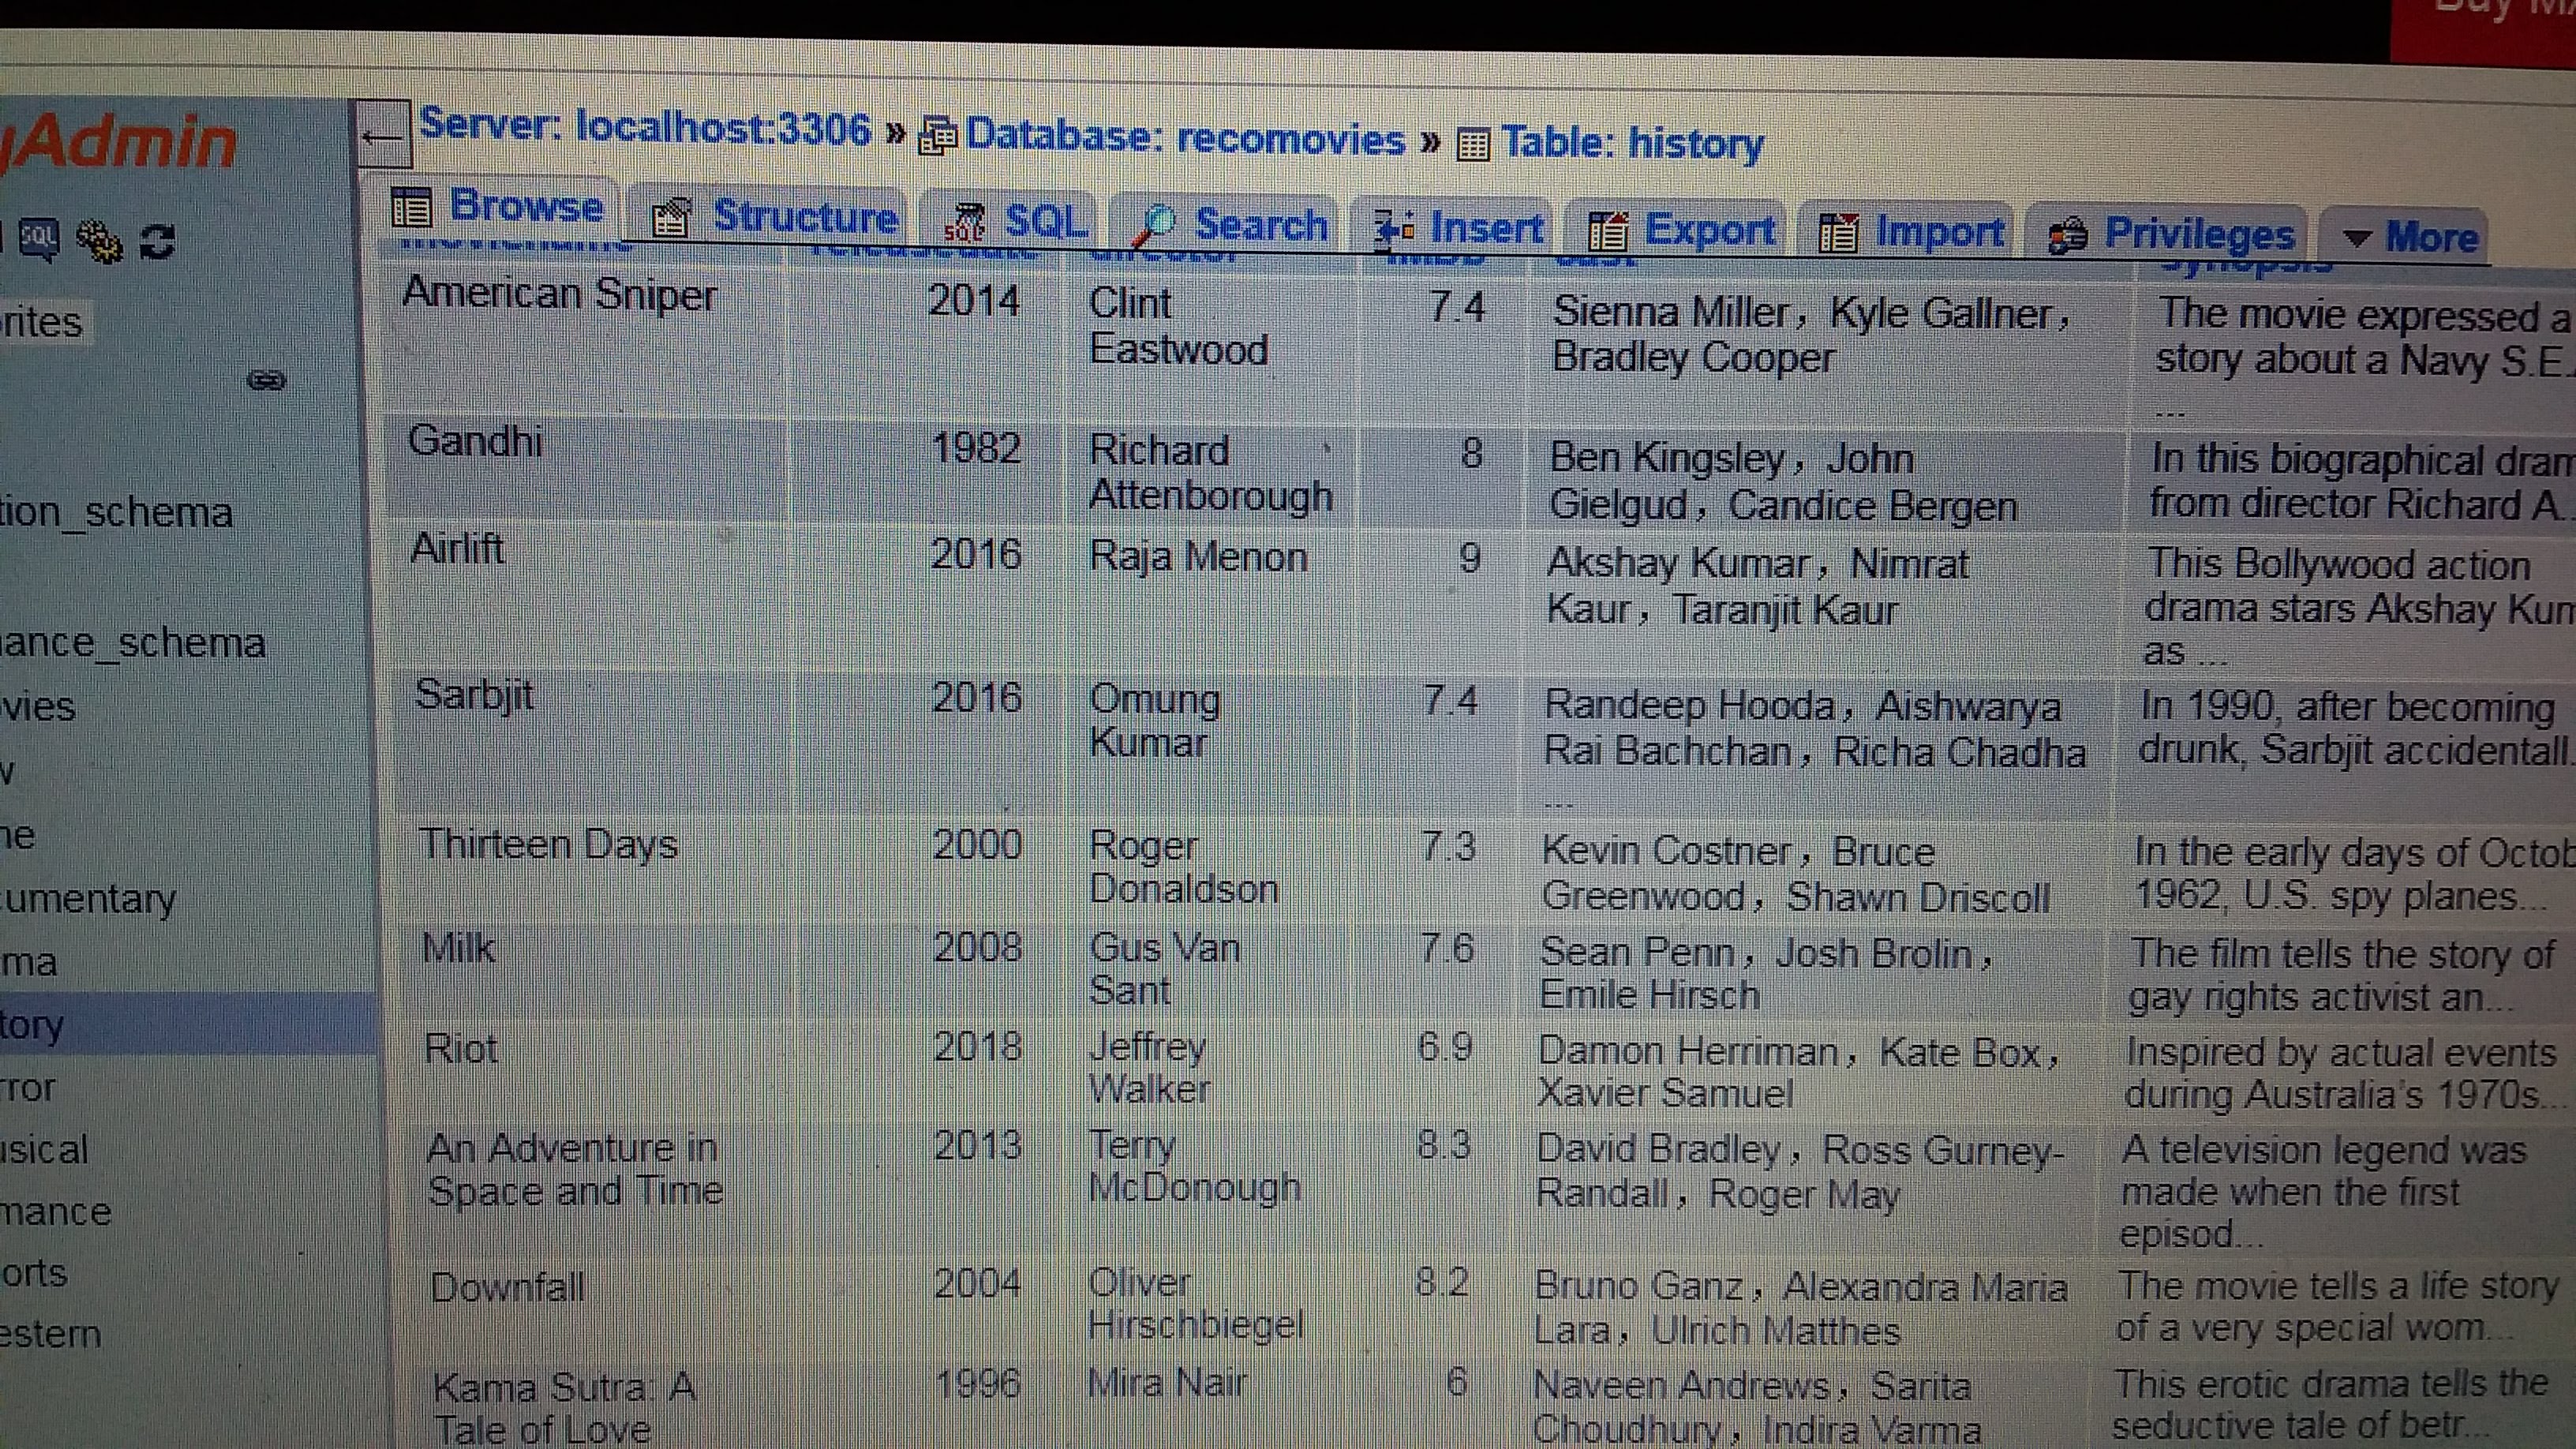 Buy
yAdmin
Server: localhost:3306 » Database: recomovies » Table: history
Browse Structure SQL Search Insert Export Import Privileges More
SQL
rites
tion_schema
ance_schema
vies
umentary
ma
tory
rror
usical
mance
orts
estern
synopsis
American Sniper 2014 Clint Eastwood 7.4 Sienna Miller, Kyle Gallner, Bradley Cooper The movie expressed a story about a Navy S.E. ...
Gandhi 1982 Richard Attenborough 8 Ben Kingsley, John Gielgud, Candice Bergen In this biographical dram from director Richard A..
Airlift 2016 Raja Menon 9 Akshay Kumar, Nimrat Kaur, Taranjit Kaur This Bollywood action drama stars Akshay Kum as ...
Sarbjit 2016 Omung Kumar 7.4 Randeep Hooda, Aishwarya Rai Bachchan, Richa Chadha ... In 1990, after becoming drunk, Sarbjit accidentall..
Thirteen Days 2000 Roger Donaldson 7.3 Kevin Costner, Bruce Greenwood, Shawn Driscoll In the early days of Octob 1962, U.S. spy planes...
Milk 2008 Gus Van Sant 7.6 Sean Penn, Josh Brolin, Emile Hirsch The film tells the story of gay rights activist an...
Riot 2018 Jeffrey Walker 6.9 Damon Herriman, Kate Box, Xavier Samuel Inspired by actual events during Australia's 1970s...
An Adventure in Space and Time 2013 Terry McDonough 8.3 David Bradley, Ross Gurney-Randall, Roger May A television legend was made when the first episod...
Downfall 2004 Oliver Hirschbiegel 8.2 Bruno Ganz, Alexandra Maria Lara, Ulrich Matthes The movie tells a life story of a very special wom...
Kama Sutra: A Tale of Love 1996 Mira Nair 6 Naveen Andrews, Sarita Choudhury, Indira Varma This erotic drama tells the seductive tale of betr...